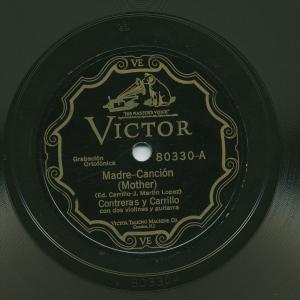 VE
"HIS MASTER'S VOICE"
VICTOR
Grabación
Ortofónica
80330-A
Madre-Canción
(Mother)
(Ed. Carrillo-J. Martin Lopez)
Contreras y Carrillo
con dos violines y guitarra
VICTOR TALKING MACHINE CO.
Camden, N.J.
VE
80330